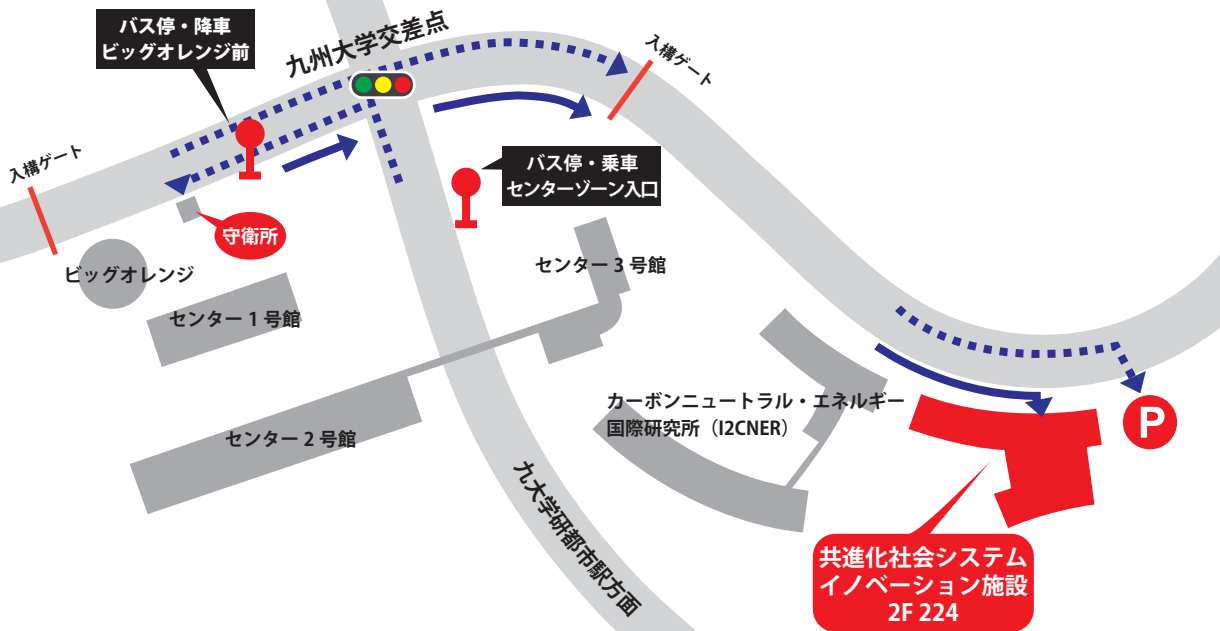 バス停・降車
ビッグオレンジ前
九州大学交差点
入構ゲート
入構ゲート
バス停・乗車
センターゾーン入口
守衛所
ビッグオレンジ
センター 3 号館
センター 1 号館
カーボンニュートラル・エネルギー
国際研究所（I2CNER）
P
センター 2 号館
九大学研都市駅方面
共進化社会システム
イノベーション施設
2F 224